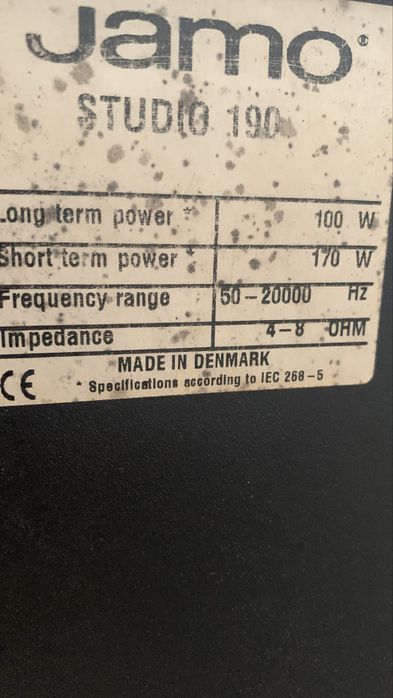 Jamo®
STUDIO 190
Long term power * 100 W
Short term power * 170 W
Frequency range 50-20000 Hz
Impedance 4-8 OHM
MADE IN DENMARK
CE * Specifications according to IEC 268-5